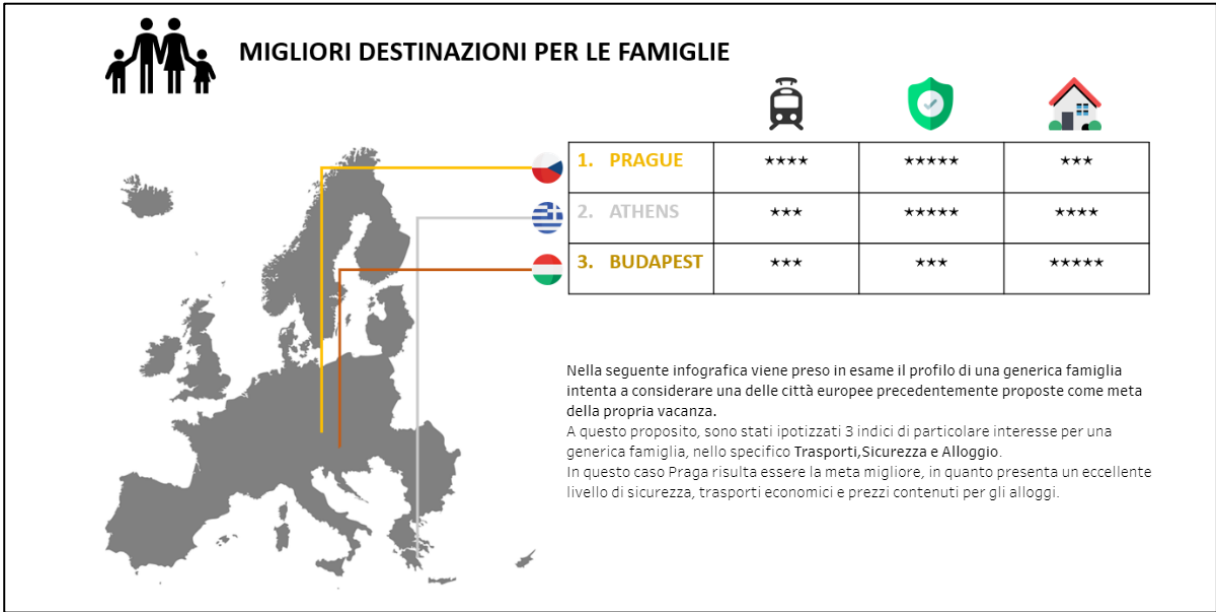 MIGLIORI DESTINAZIONI PER LE FAMIGLIE
1. PRAGUE ★★★★ ★★★★★ ★★★
2. ATHENS ★★★ ★★★★★ ★★★★
3. BUDAPEST ★★★ ★★★ ★★★★★
Nella seguente infografica viene preso in esame il profilo di una generica famiglia
intenta a considerare una delle città europee precedentemente proposte come meta
della propria vacanza.
A questo proposito, sono stati ipotizzati 3 indici di particolare interesse per una
generica famiglia, nello specifico Trasporti,Sicurezza e Alloggio.
In questo caso Praga risulta essere la meta migliore, in quanto presenta un eccellente
livello di sicurezza, trasporti economici e prezzi contenuti per gli alloggi.